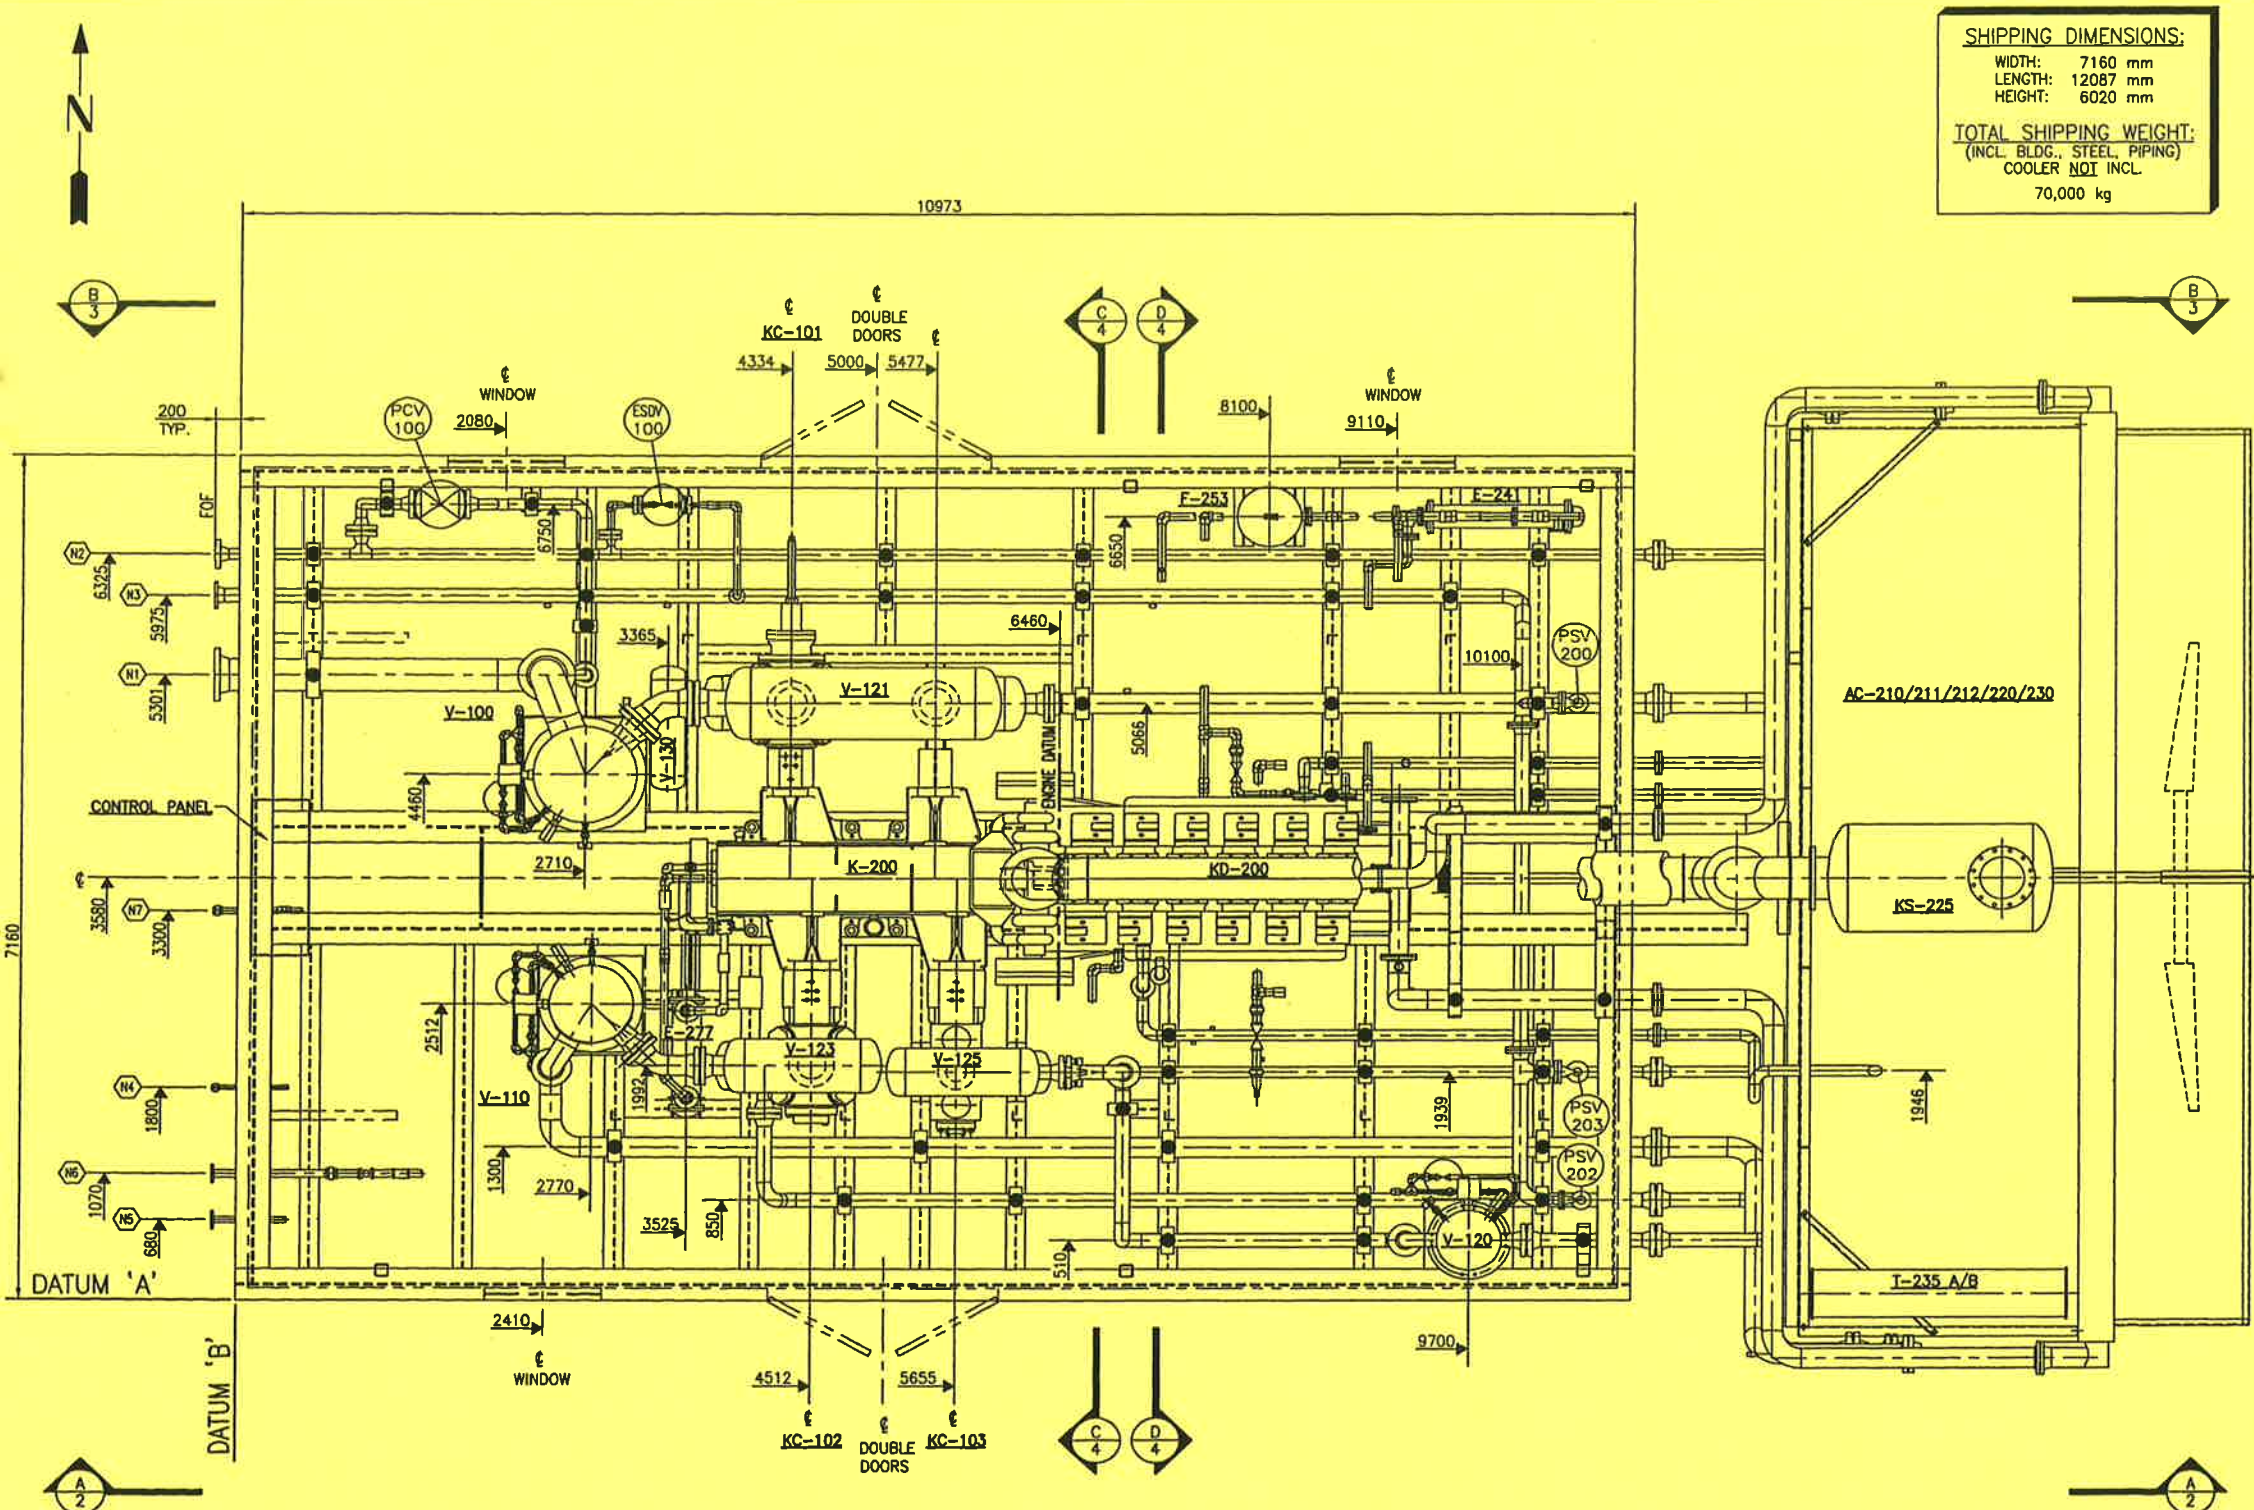 SHIPPING DIMENSIONS:
WIDTH: 7160 mm
LENGTH: 12087 mm
HEIGHT: 6020 mm
TOTAL SHIPPING WEIGHT:
(INCL. BLDG., STEEL, PIPING)
COOLER NOT INCL.
70,000 kg
N
10973
B
3
B
3
C
4
D
4
℄
KC-101
℄
DOUBLE
DOORS
℄
4334
5000
5477
℄
WINDOW
2080
PCV
100
ESDV
100
8100
℄
WINDOW
9110
200
TYP.
FOF
6750
F-253
E-241
6650
N2
6325
N3
5975
N1
5301
3365
6460
10100
PSV
200
V-121
V-100
V-130
5066
ENGINE DATUM
AC-210/211/212/220/230
4460
CONTROL PANEL
2710
K-200
KD-200
KS-225
℄
3580
N7
3300
7160
2512
E-277
V-123
V-125
1992
V-110
N4
1800
1939
1946
PSV
203
PSV
202
1300
2770
3525
850
510
V-120
N6
1070
N5
680
T-235 A/B
DATUM 'A'
DATUM 'B'
2410
℄
WINDOW
9700
4512
5655
℄
KC-102
℄
DOUBLE
DOORS
℄
KC-103
C
4
D
4
A
2
A
2